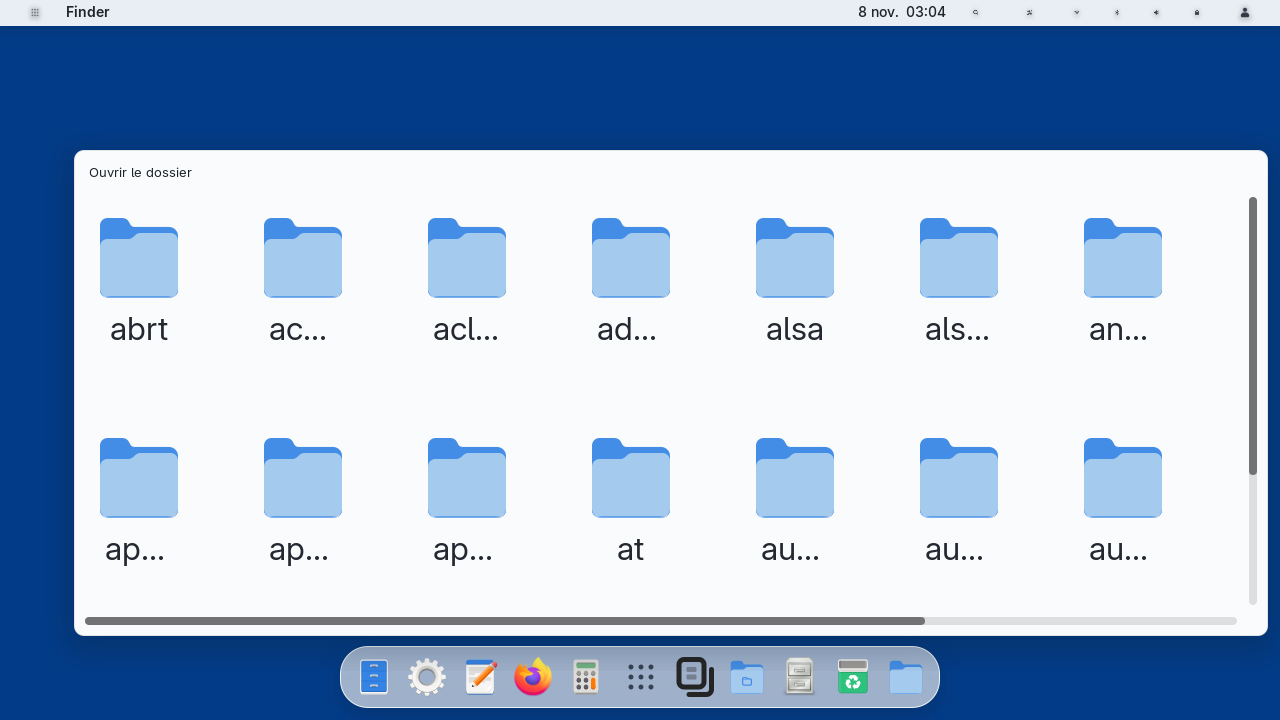 Finder 8 nov. 03:04
Ouvrir le dossier
abrt ac... acl... ad... alsa als... an...
ap... ap... ap... at au... au... au...